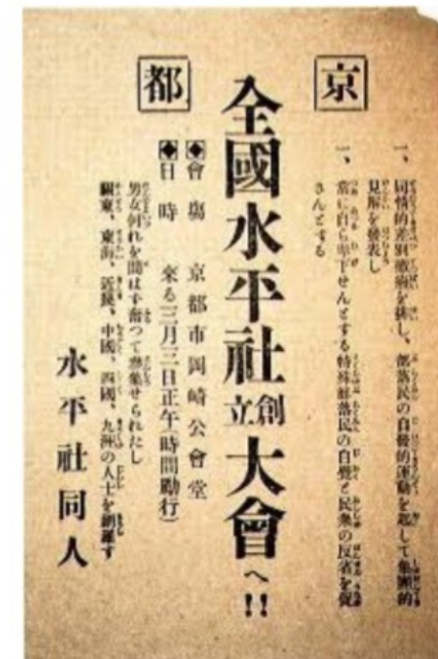 一、同情的差別撤廢を排し、部落民の自發的運動を起して集團的
見解を發表し
京
一、常に自ら卑下せんとする特殊部落民の自覺と民衆の反省を促
さんとする
全國水平社創立大會へ!!
都
◆會場 京都市岡崎公會堂
◆日時 來る三月三日正午(時間勵行)
男女何れを問はず奮つて參集せられたし
關東、東海、近畿、中國、四國、九洲の人士を網羅す
水平社同人